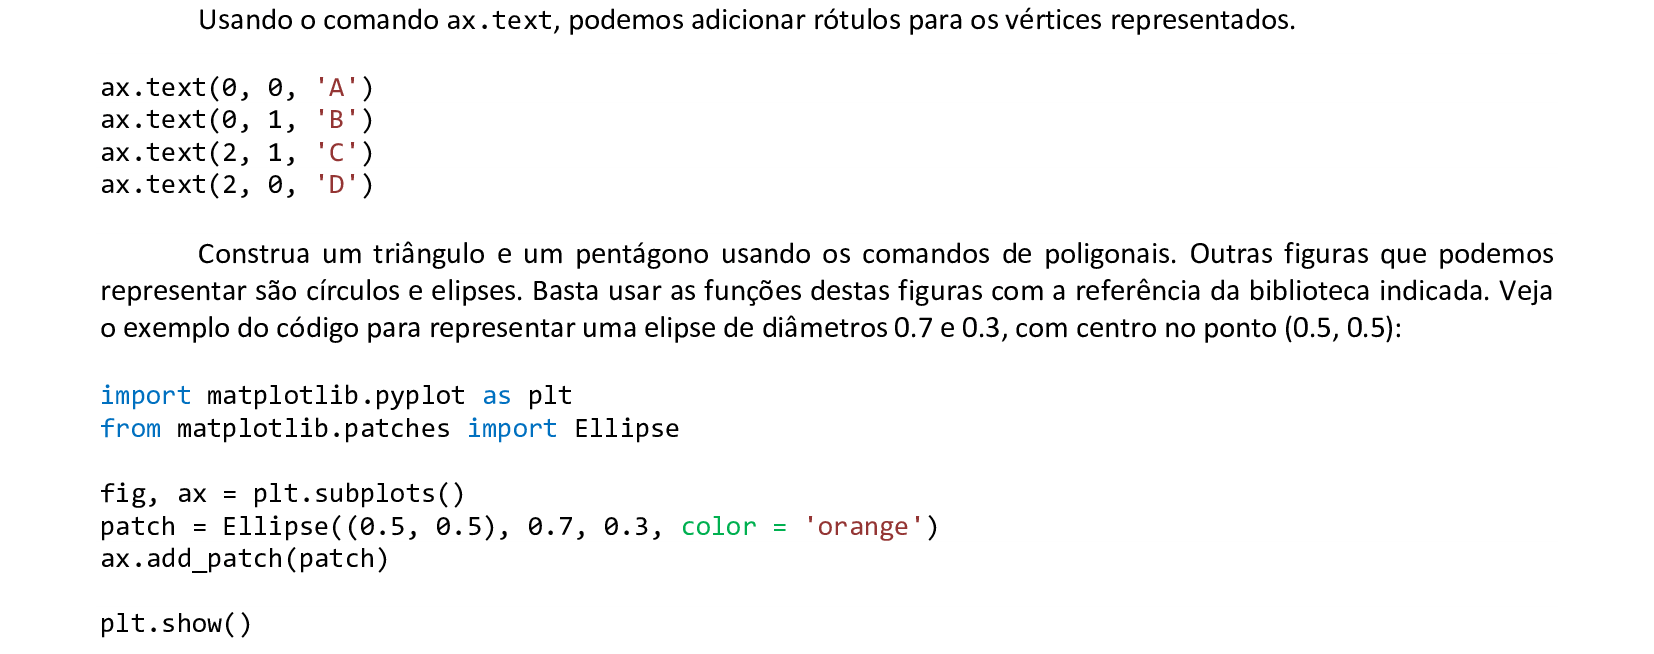 Usando o comando ax.text, podemos adicionar rótulos para os vértices representados.
ax.text(0, 0, 'A')
ax.text(0, 1, 'B')
ax.text(2, 1, 'C')
ax.text(2, 0, 'D')
Construa um triângulo e um pentágono usando os comandos de poligonais. Outras figuras que podemos
representar são círculos e elipses. Basta usar as funções destas figuras com a referência da biblioteca indicada. Veja
o exemplo do código para representar uma elipse de diâmetros 0.7 e 0.3, com centro no ponto (0.5, 0.5):
import matplotlib.pyplot as plt
from matplotlib.patches import Ellipse
fig, ax = plt.subplots()
patch = Ellipse((0.5, 0.5), 0.7, 0.3, color = 'orange')
ax.add_patch(patch)
plt.show()